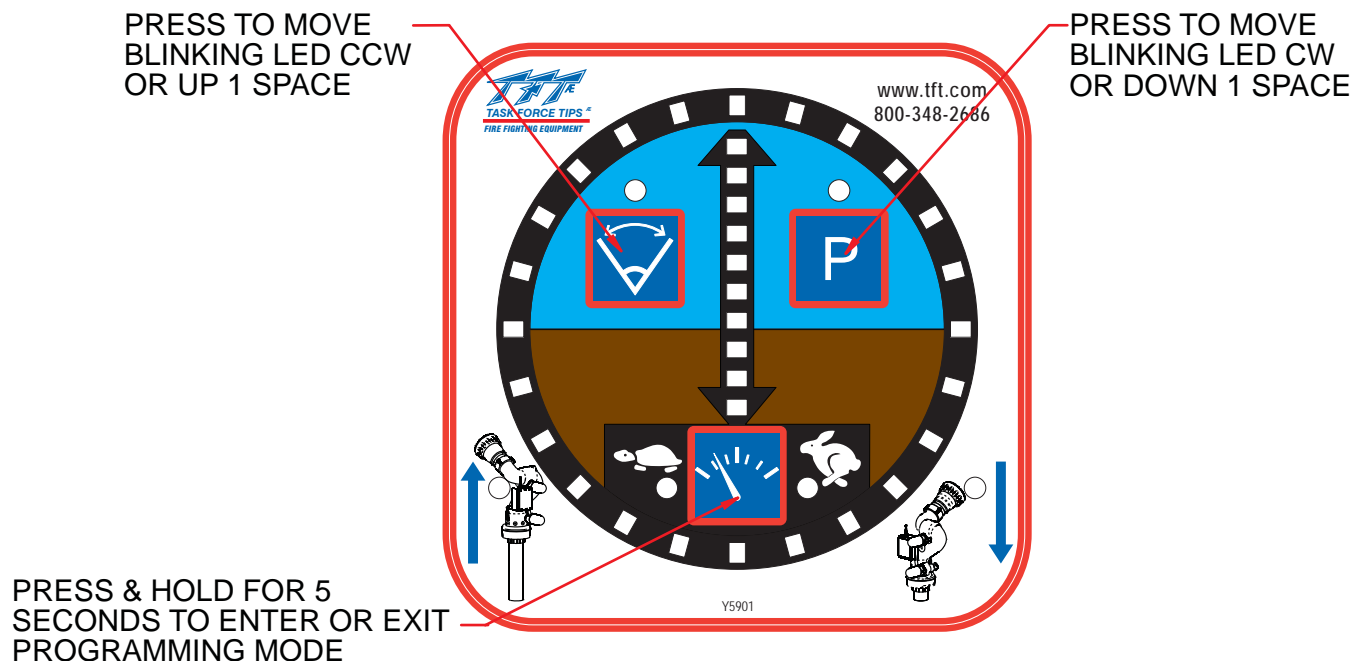 PRESS TO MOVE
BLINKING LED CCW
OR UP 1 SPACE
PRESS TO MOVE
BLINKING LED CW
OR DOWN 1 SPACE
TFT Æ
TASK FORCE TIPS Æ
FIRE FIGHTING EQUIPMENT
www.tft.com
800-348-2686
P
PRESS & HOLD FOR 5
SECONDS TO ENTER OR EXIT
PROGRAMMING MODE
Y5901